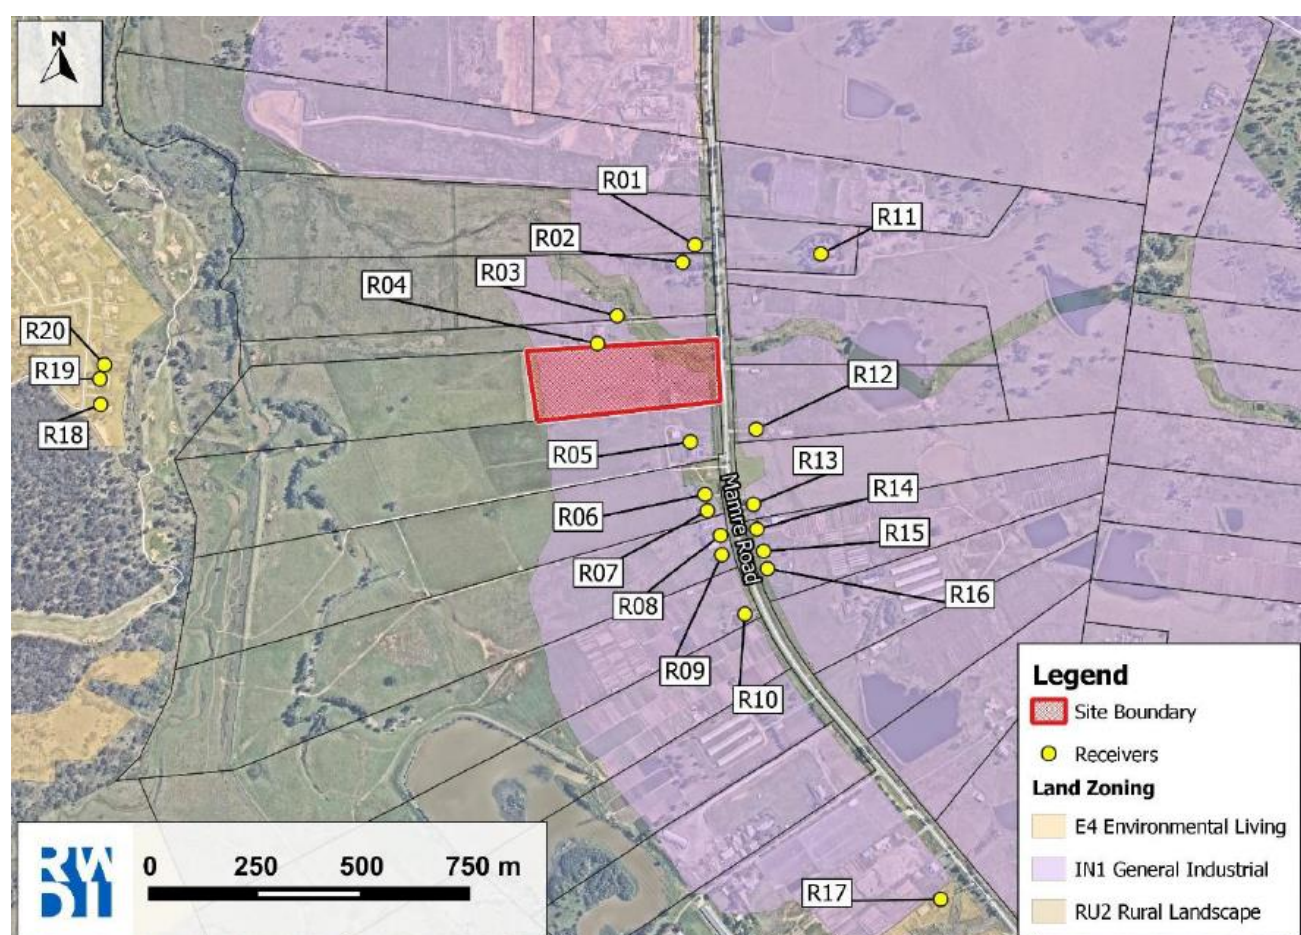 N
R01
R02
R11
R03
R04
R20
R19
R12
R18
R05
R13
R14
R06
Mamre Road
R15
R07
R16
R08
R09
R10
Legend
Site Boundary
Receivers
Land Zoning
E4 Environmental Living
IN1 General Industrial
RU2 Rural Landscape
RWDI
0 250 500 750 m
R17